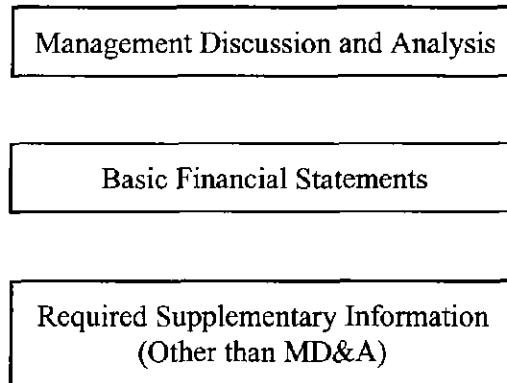 Management Discussion and Analysis
Basic Financial Statements
Required Supplementary Information
(Other than MD&A)